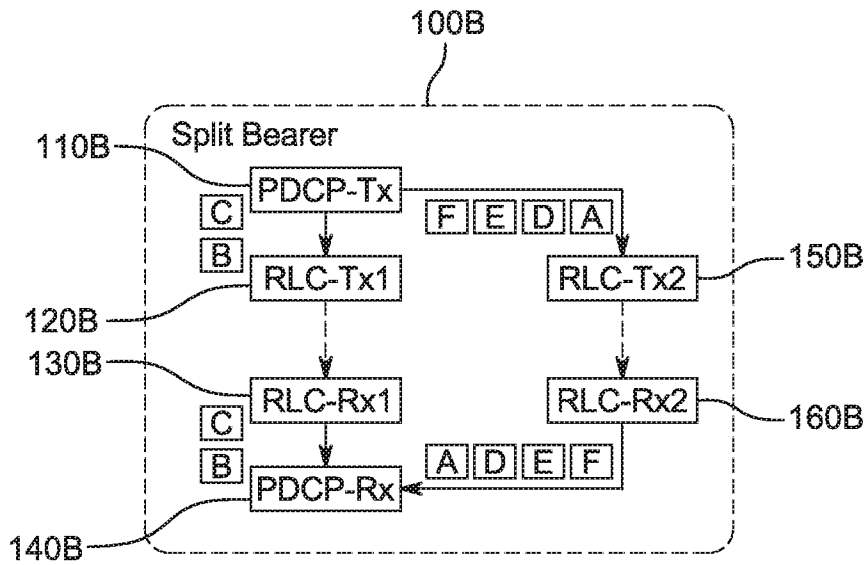 100B
Split Bearer
110B
PDCP-Tx
C
F E D A
B
RLC-Tx1
RLC-Tx2
150B
120B
130B
RLC-Rx1
RLC-Rx2
160B
C
A D E F
B
PDCP-Rx
140B